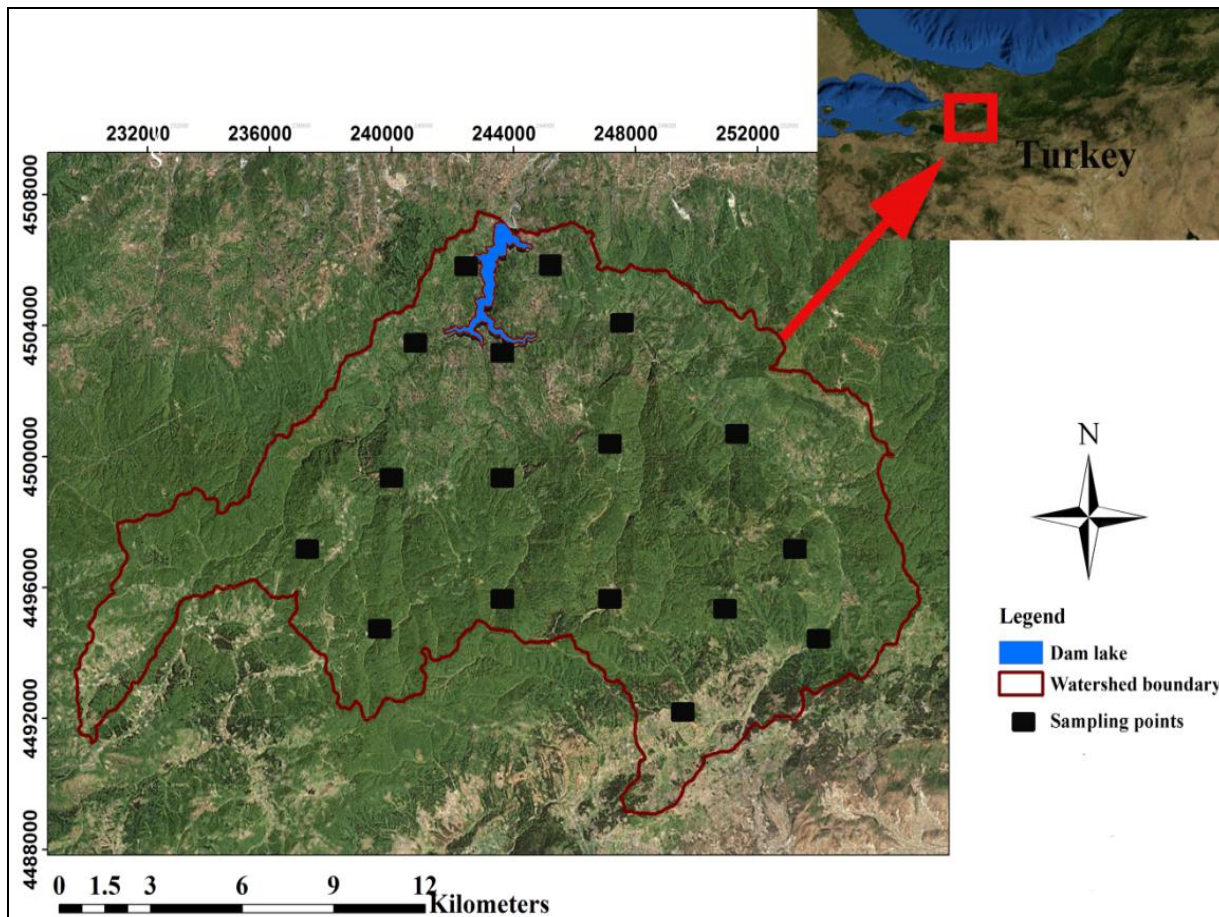 Turkey
232000 236000 240000 244000 248000 252000
S
4508000
4504000
4500000
4496000
4492000
4488000
N
Legend
Dam lake
Watershed boundary
Sampling points
0 1.5 3 6 9 12
Kilometers